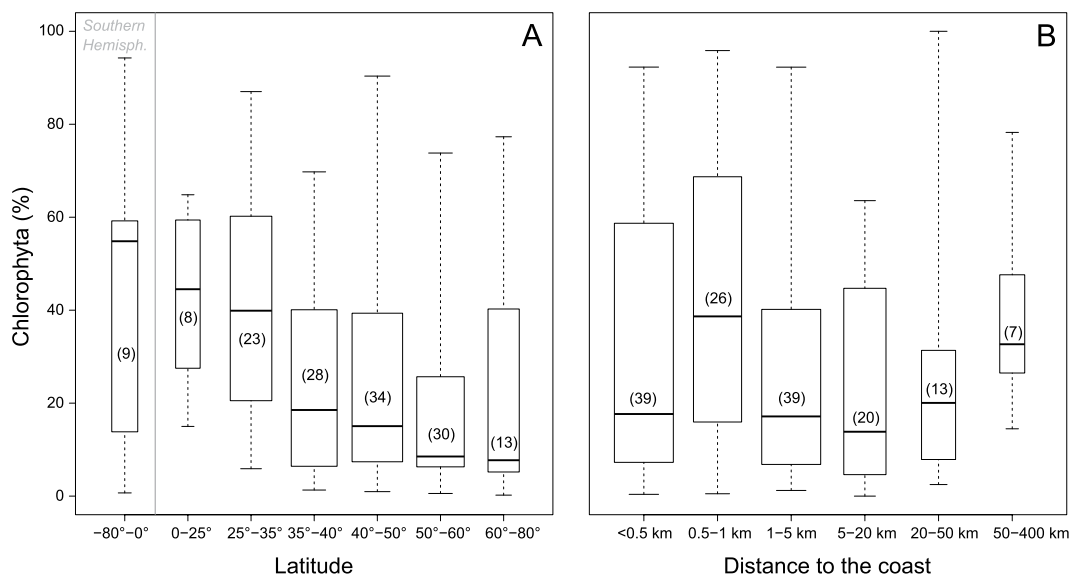 Southern
Hemisph.
A
B
Chlorophyta (%)
100
80
60
40
20
0
(9)
(8)
(23)
(28)
(34)
(30)
(13)
(39)
(26)
(39)
(20)
(13)
(7)
−80°−0°
0−25°
25°−35°
35°−40°
40°−50°
50°−60°
60°−80°
<0.5 km
0.5−1 km
1−5 km
5−20 km
20−50 km
50−400 km
Latitude
Distance to the coast